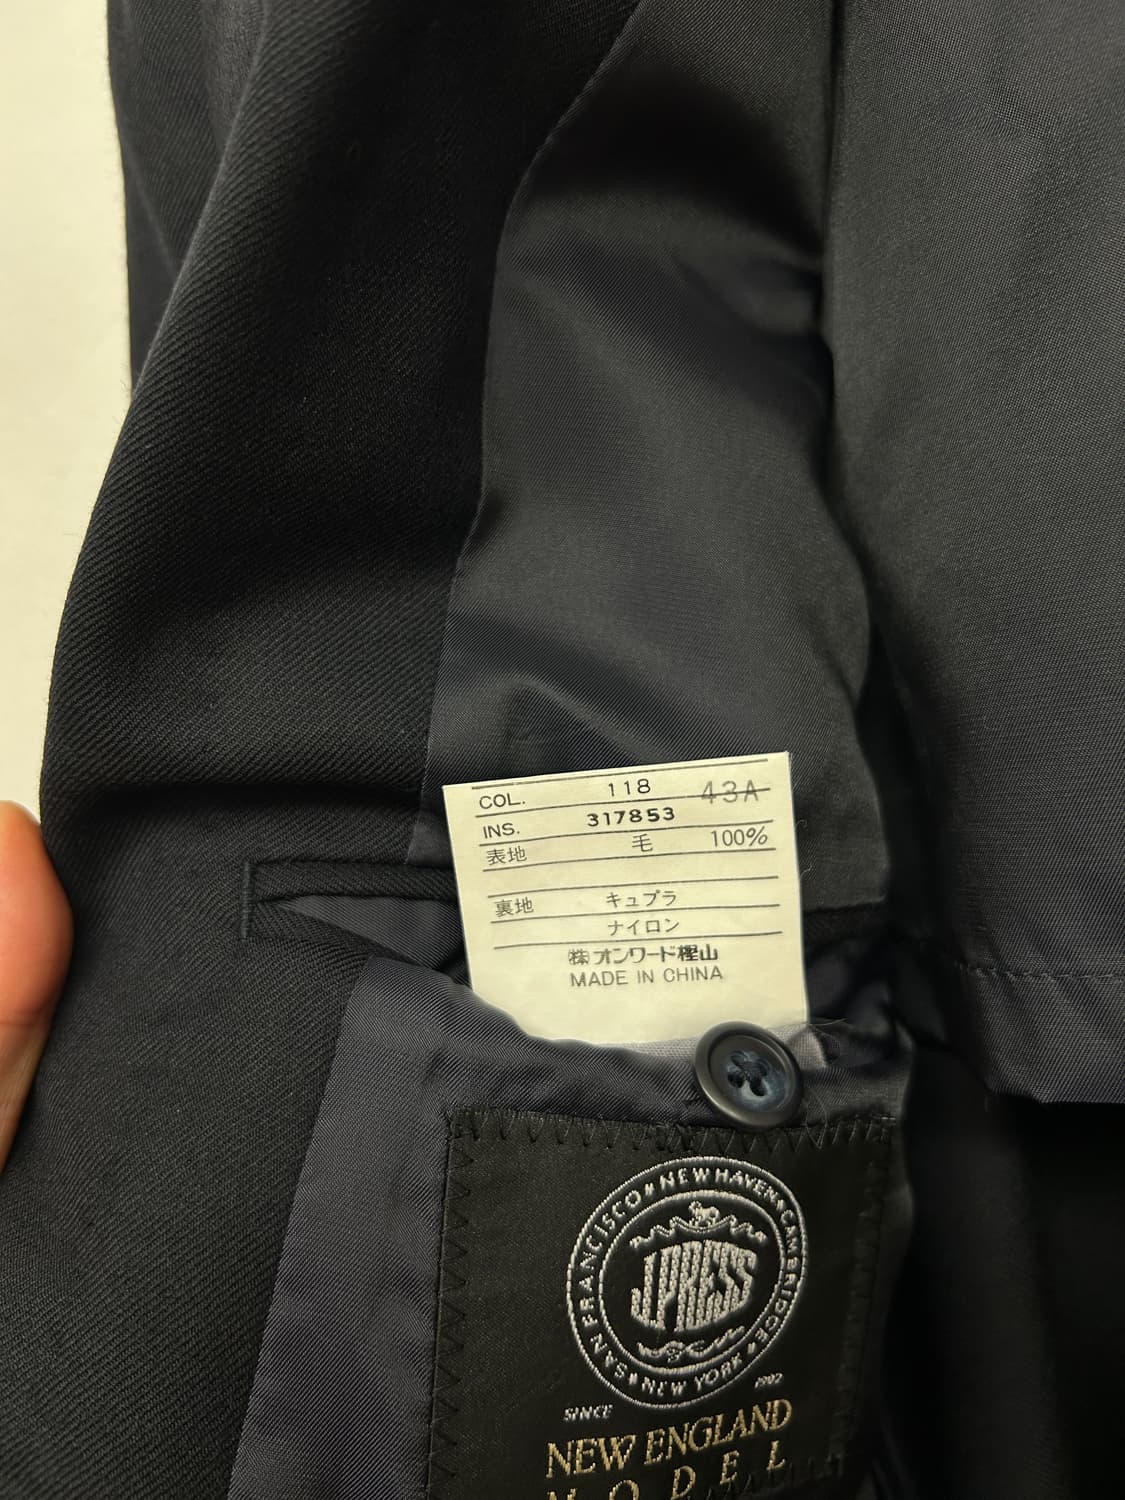 COL. 118 43A
INS. 317853
表地 毛 100%
裏地 キュプラ
ナイロン
㈱オンワード樫山
MADE IN CHINA
SAN FRANCISCO NEW HAVEN CAMBRIDGE NEW YORK
J.PRESS
SINCE 1902
NEW ENGLAND
MODEL